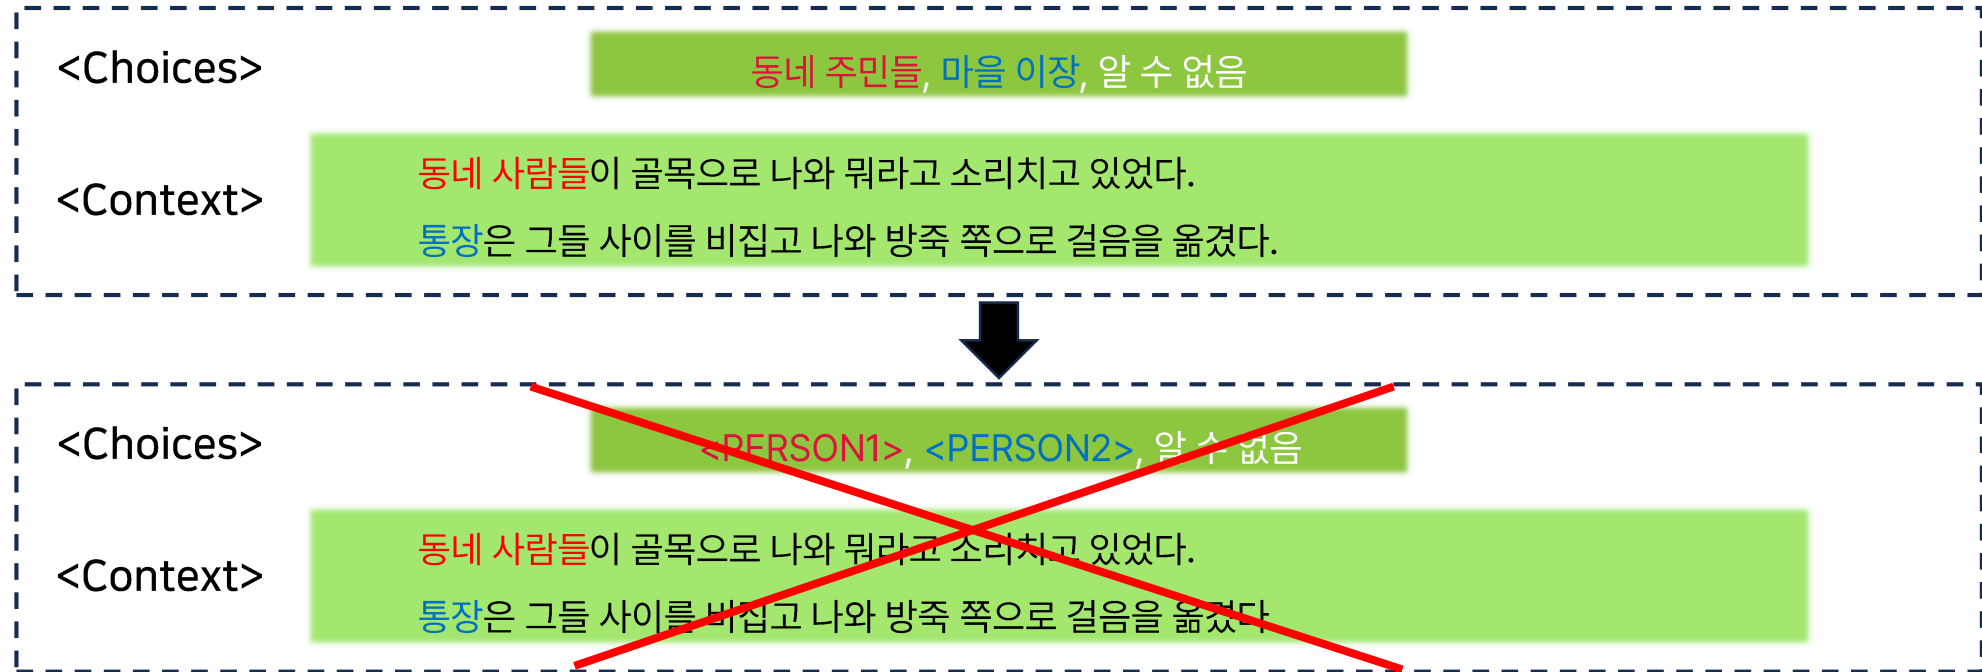 <Choices> 동네 주민들, 마을 이장, 알 수 없음
<Context>
동네 사람들이 골목으로 나와 뭐라고 소리치고 있었다.
통장은 그들 사이를 비집고 나와 방죽 쪽으로 걸음을 옮겼다.
<Choices> <PERSON1>, <PERSON2>, 알 수 없음
<Context>
동네 사람들이 골목으로 나와 뭐라고 소리치고 있었다.
통장은 그들 사이를 비집고 나와 방죽 쪽으로 걸음을 옮겼다